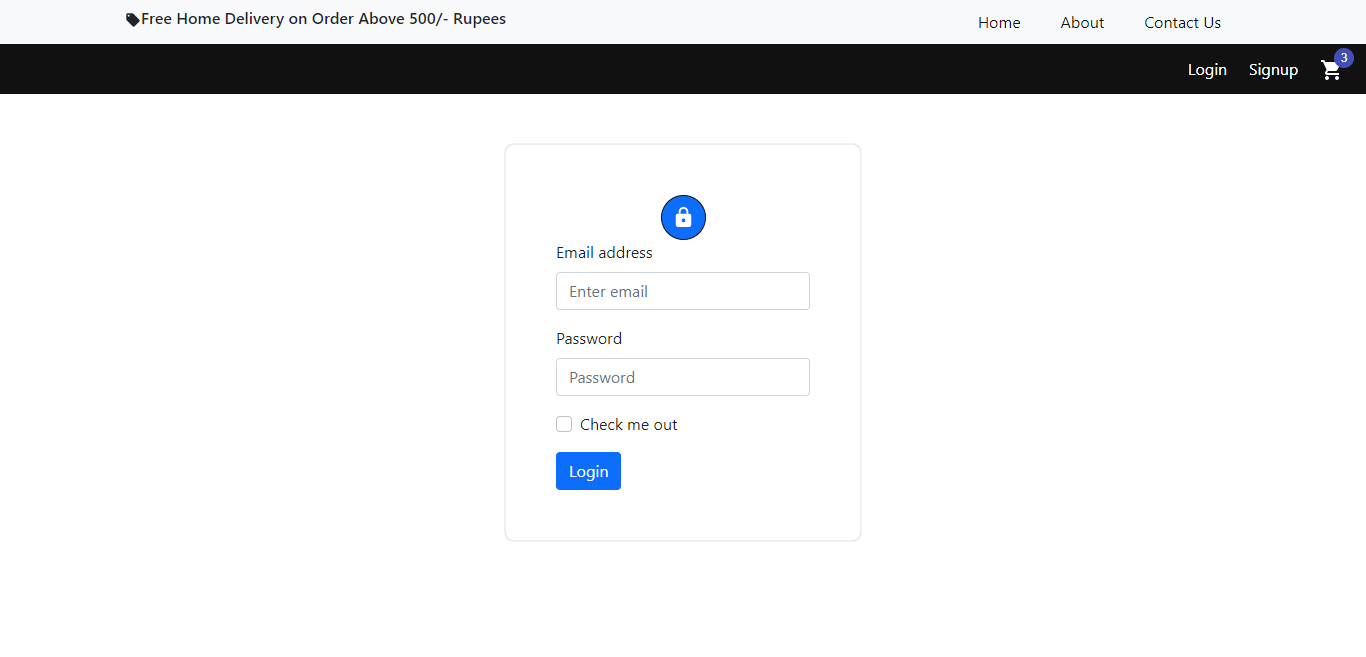 Free Home Delivery on Order Above 500/- Rupees
Home About Contact Us
Login Signup 3
Email address
Enter email
Password
Password
Check me out
Login